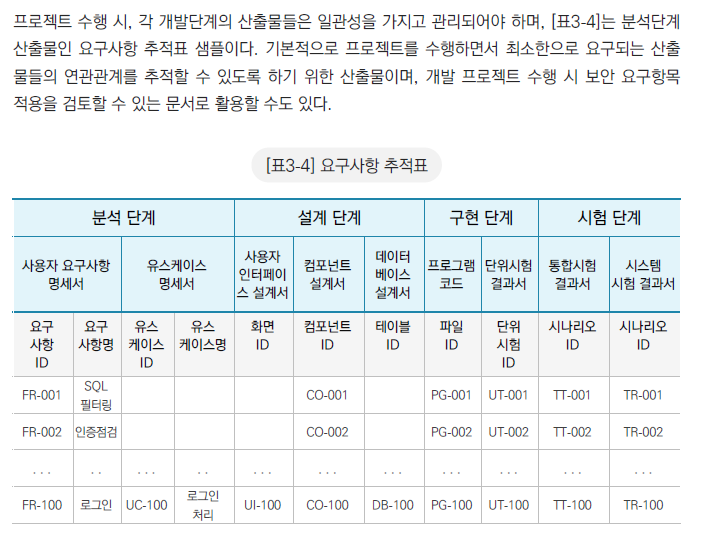 프로젝트 수행 시, 각 개발단계의 산출물들은 일관성을 가지고 관리되어야 하며, [표3-4]는 분석단계
산출물인 요구사항 추적표 샘플이다. 기본적으로 프로젝트를 수행하면서 최소한으로 요구되는 산출
물들의 연관관계를 추적할 수 있도록 하기 위한 산출물이며, 개발 프로젝트 수행 시 보안 요구항목
적용을 검토할 수 있는 문서로 활용할 수도 있다.
[표3-4] 요구사항 추적표
분석 단계 설계 단계 구현 단계 시험 단계
사용자 요구사항
명세서
유스케이스
명세서
사용자
인터페이
스 설계서
컴포넌트
설계서
데이터
베이스
설계서
프로그램
코드
단위시험
결과서
통합시험
결과서
시스템
시험 결과서
요구
사항
ID
요구
사항명
유스
케이스
ID
유스
케이스명
화면
ID
컴포넌트
ID
테이블
ID
파일
ID
단위
시험
ID
시나리오
ID
시나리오
ID
FR-001 SQL
필터링
CO-001 PG-001 UT-001 TT-001 TR-001
FR-002 인증점검 CO-002 PG-002 UT-002 TT-002 TR-002
... .. ... .. ... ... ... ... ... ... ...
FR-100 로그인 UC-100 로그인
처리
UI-100 CO-100 DB-100 PG-100 UT-100 TT-100 TR-100